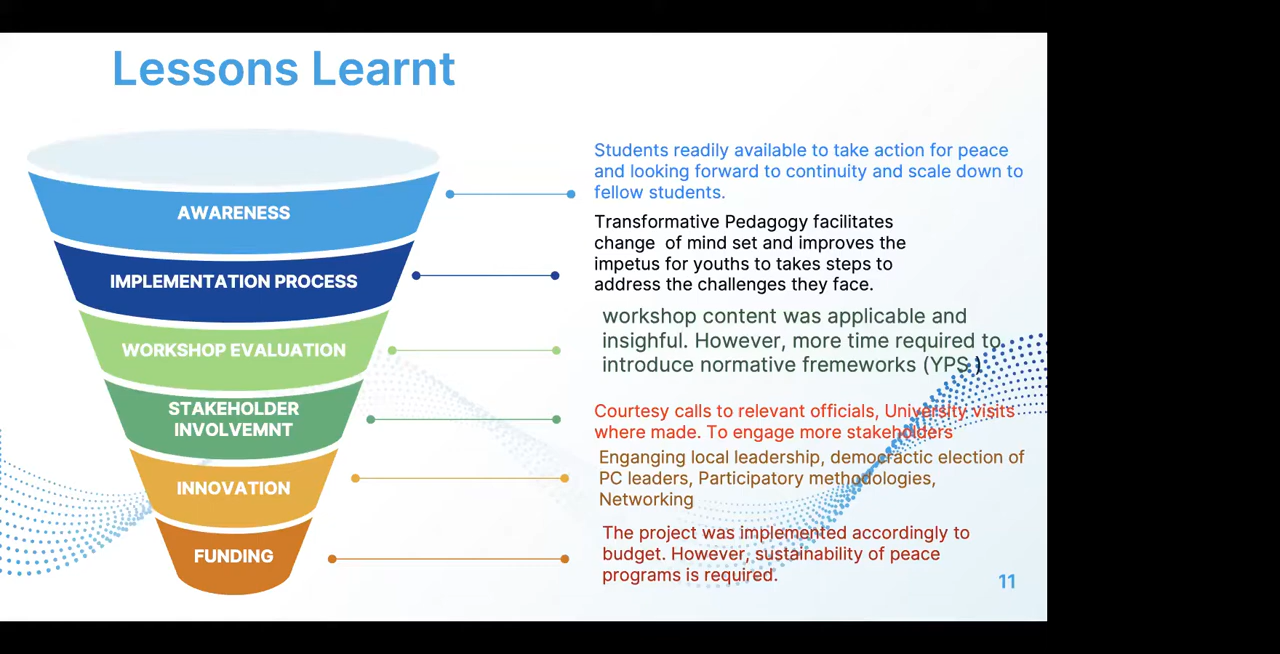 Lessons Learnt
AWARENESS
Students readily available to take action for peace
and looking forward to continuity and scale down to
fellow students.
IMPLEMENTATION PROCESS
Transformative Pedagogy facilitates
change of mind set and improves the
impetus for youths to takes steps to
address the challenges they face.
WORKSHOP EVALUATION
workshop content was applicable and
insighful. However, more time required to
introduce normative fremeworks (YPS )
STAKEHOLDER
INVOLVEMNT
Courtesy calls to relevant officials, University visits
where made. To engage more stakeholders
INNOVATION
Enganging local leadership, democractic election of
PC leaders, Participatory methodologies,
Networking
FUNDING
The project was implemented accordingly to
budget. However, sustainability of peace
programs is required.
11